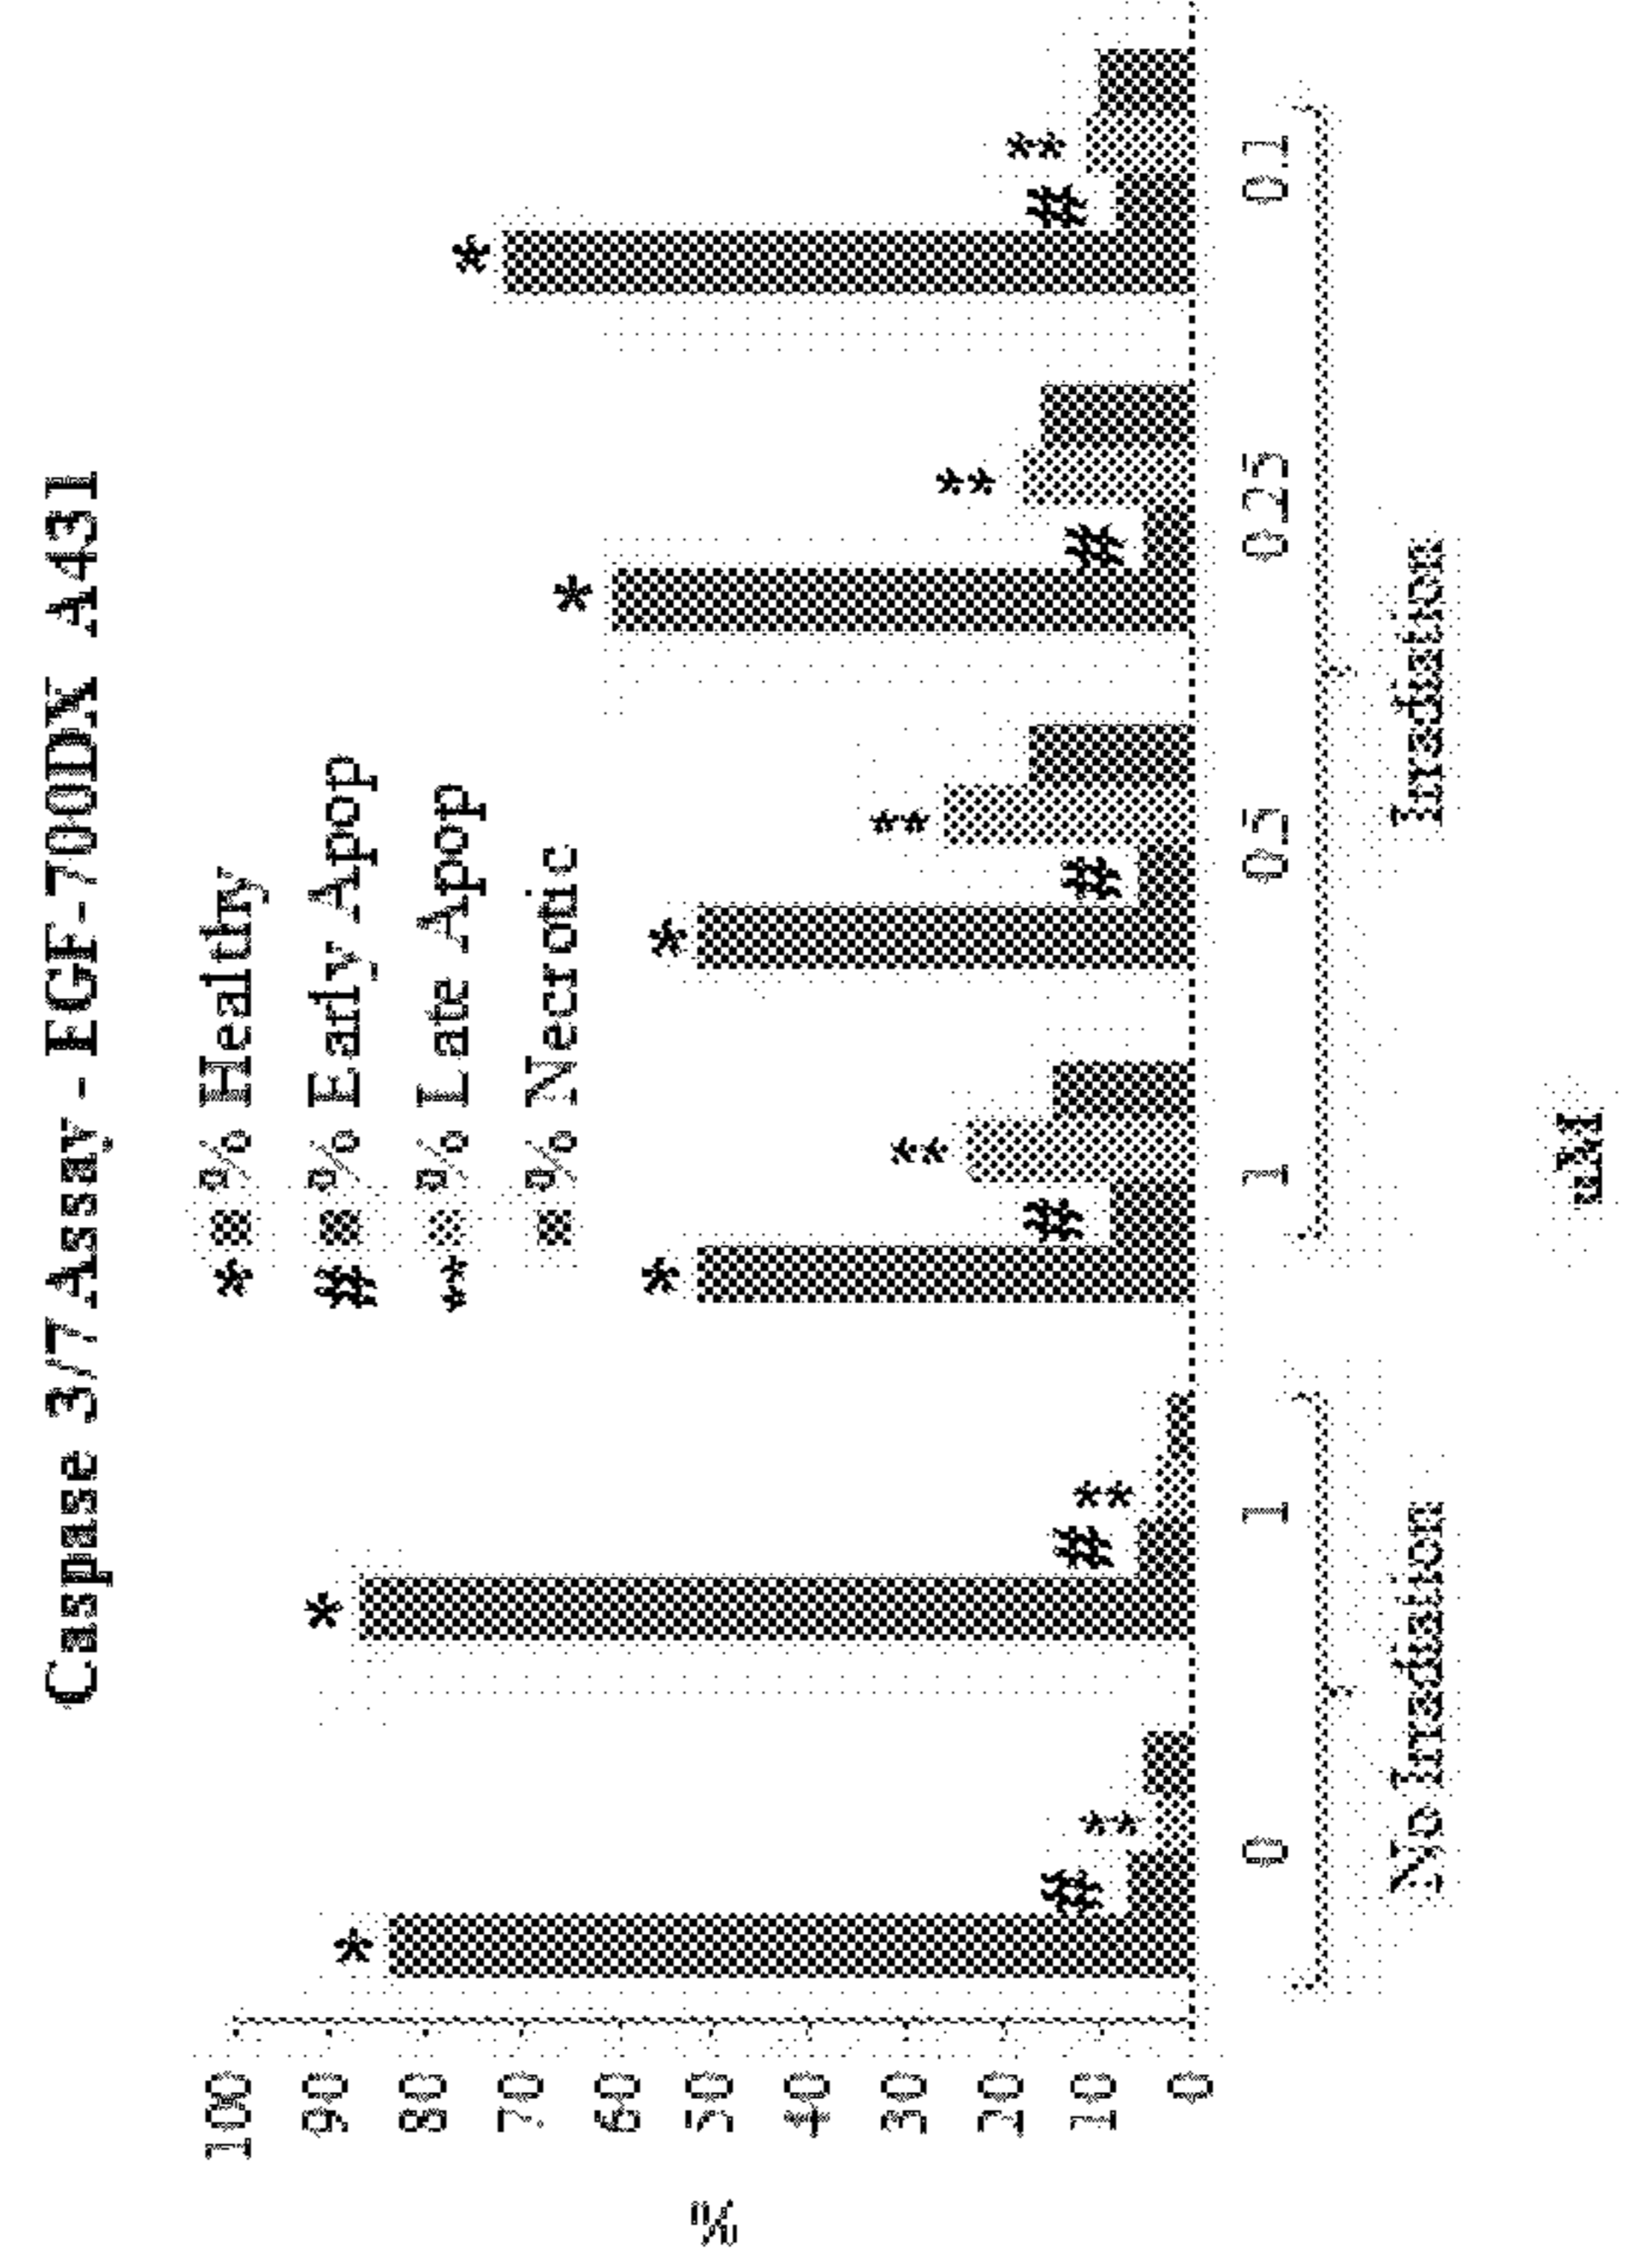 Caspase 3/7 Assay - EGF-700DX A431
* % Healthy
# % Early Apop
** % Late Apop
% Necrotic
%
100
90
80
70
60
50
40
30
20
10
0
* # ** * # ** * # ** * # ** * # ** * # **
0 1 1 0.5 0.25 0.1
No Irradiation Irradiation
uM